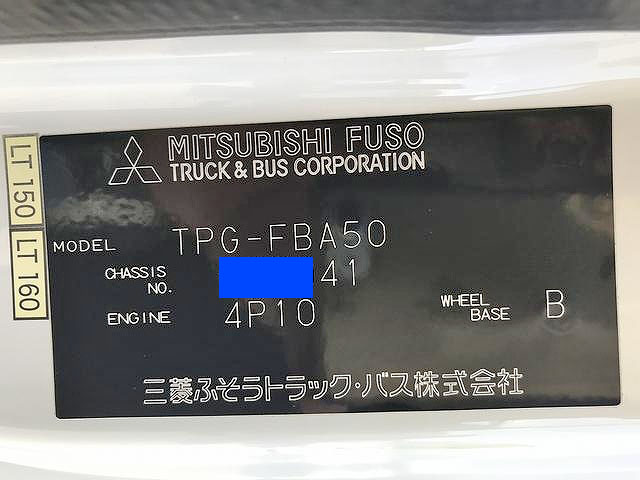 MITSUBISHI FUSO
TRUCK & BUS CORPORATION
LT 150
LT 160
MODEL TPG-FBA50
CHASSIS NO. 41
ENGINE 4P10
WHEEL BASE B
三菱ふそうトラック・バス株式会社